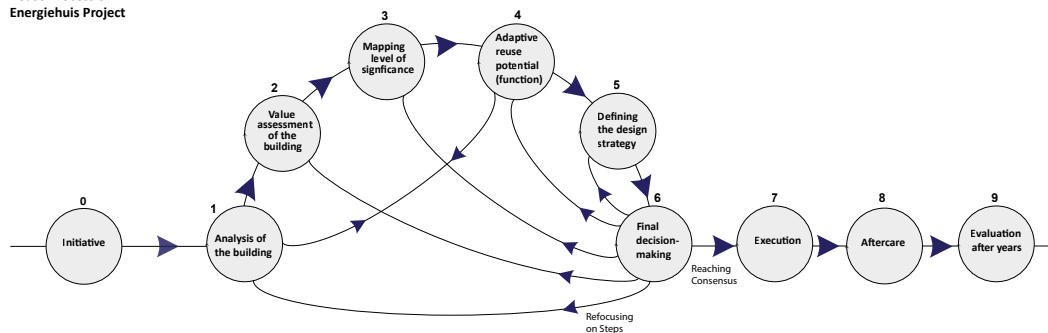 Energiehuis Project
0
Initiative
1
Analysis of
the building
2
Value
assessment
of the
building
3
Mapping
level of
signficance
4
Adaptive
reuse
potential
(function)
5
Defining
the design
strategy
6
Final
decision-
making
Reaching
Consensus
Refocusing
on Steps
7
Execution
8
Aftercare
9
Evaluation
after years